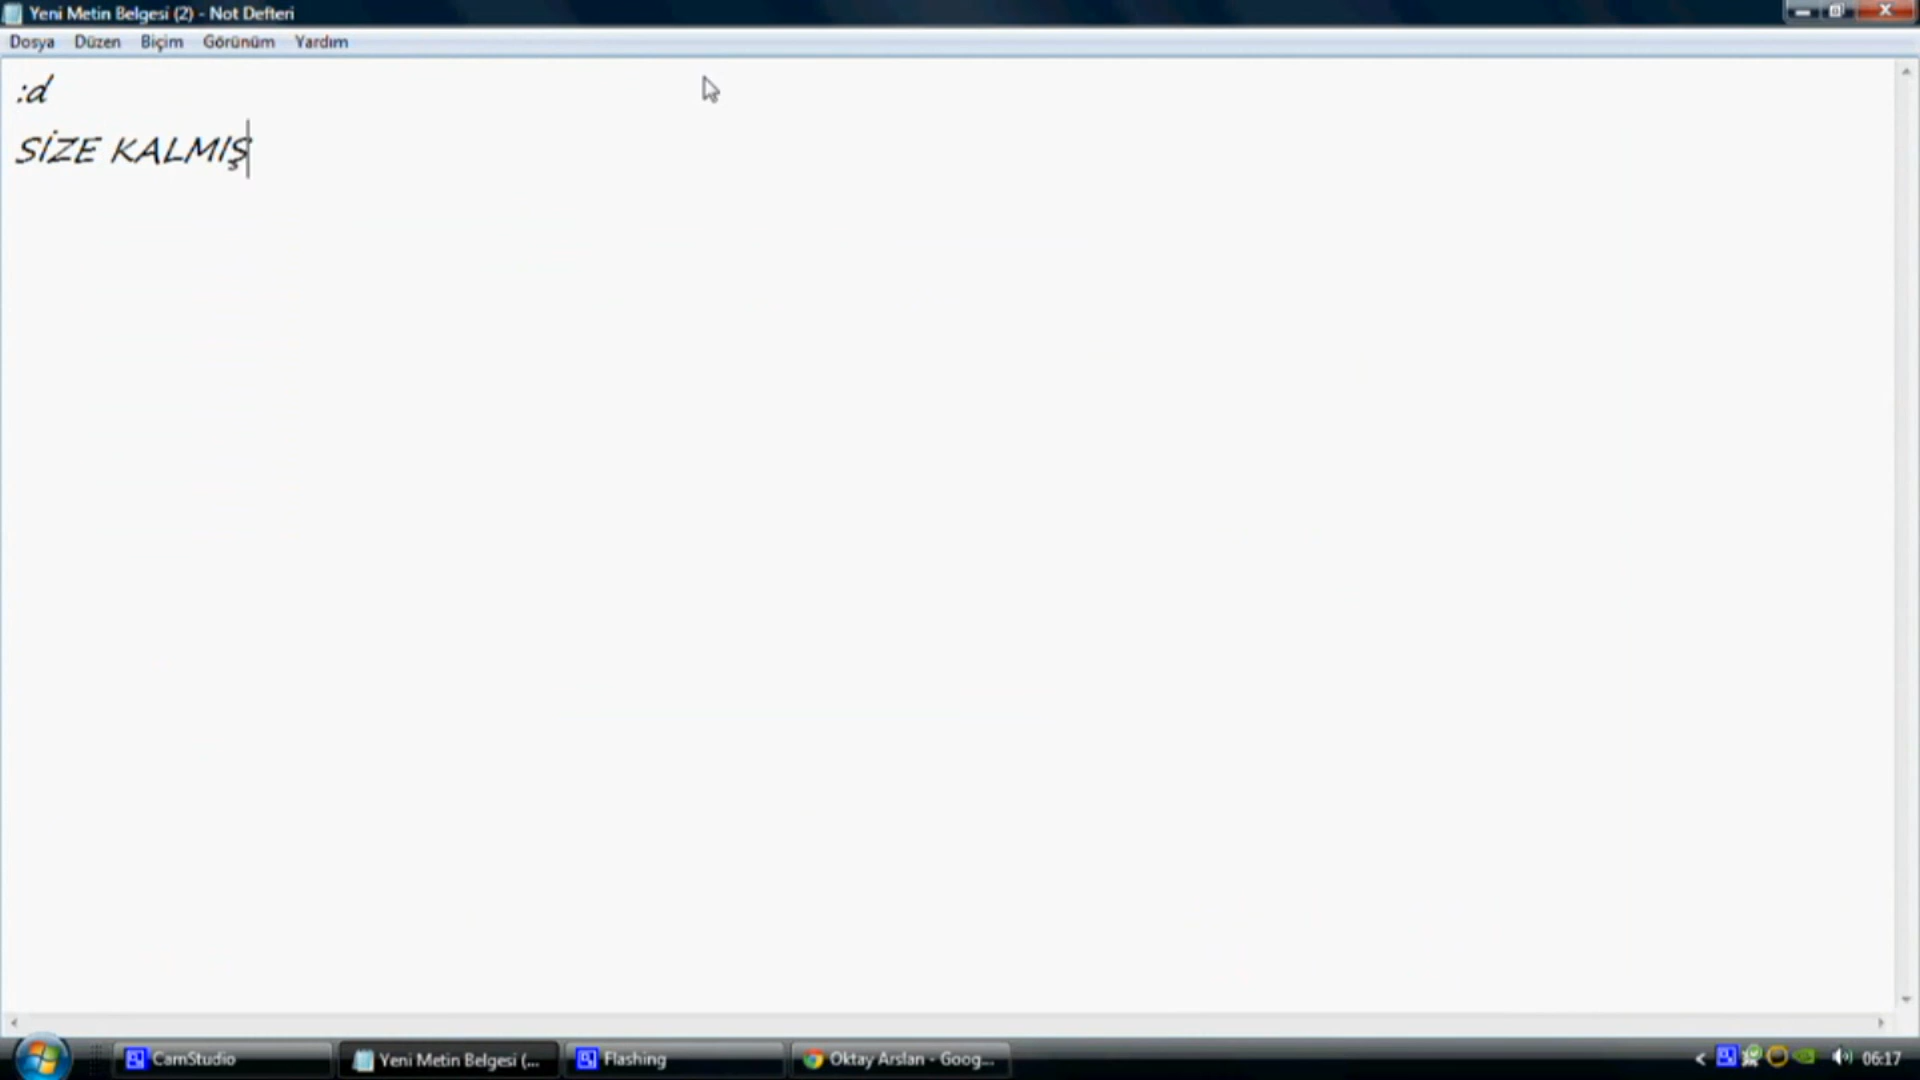 Yeni Metin Belgesi (2) - Not Defteri
Dosya Düzen Biçim Görünüm Yardım
:d
SİZE KALMIŞ
CamStudio Yeni Metin Belgesi (... Flashing Oktay Arslan - Goog... < 06:17